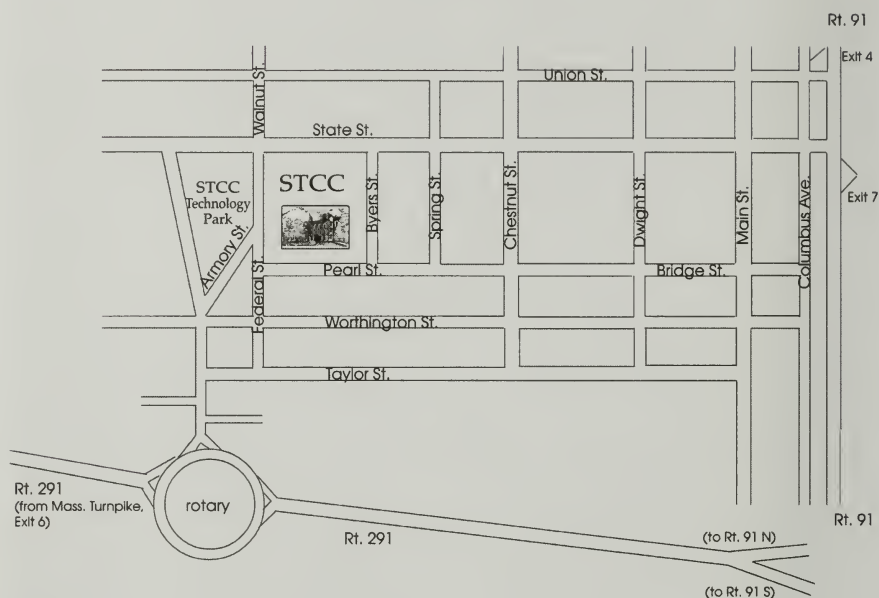 Rt. 91
Exit 4
Union St.
Walnut St.
State St.
STCC
Technology
Park
STCC
Byers St.
Spring St.
Chestnut St.
Dwight St.
Main St.
Columbus Ave.
Exit 7
Armory St.
Federal St.
Pearl St.
Bridge St.
Worthington St.
Taylor St.
Rt. 291
(from Mass. Turnpike,
Exit 6)
rotary
Rt. 291
(to Rt. 91 N)
Rt. 91
(to Rt. 91 S)